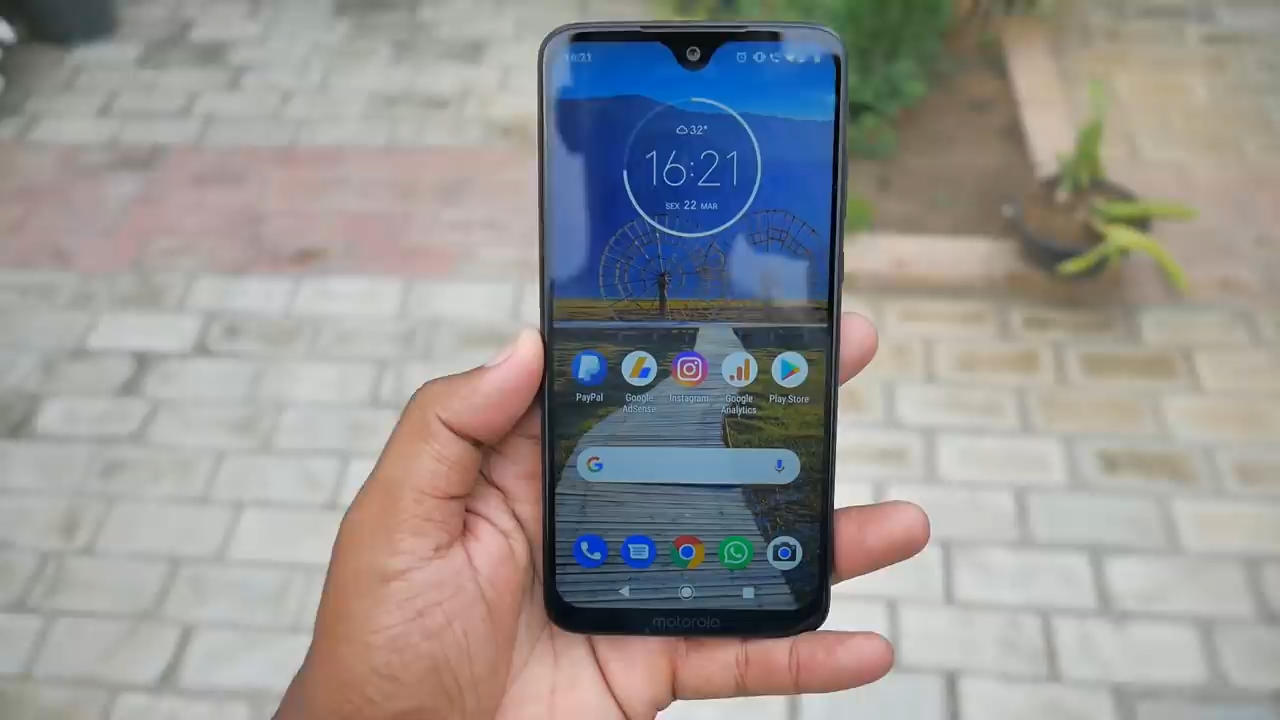 16:21
32°
16:21
SEX 22 MAR
PayPal
Google AdSense
Instagram
Google Analytics
Play Store
motorola